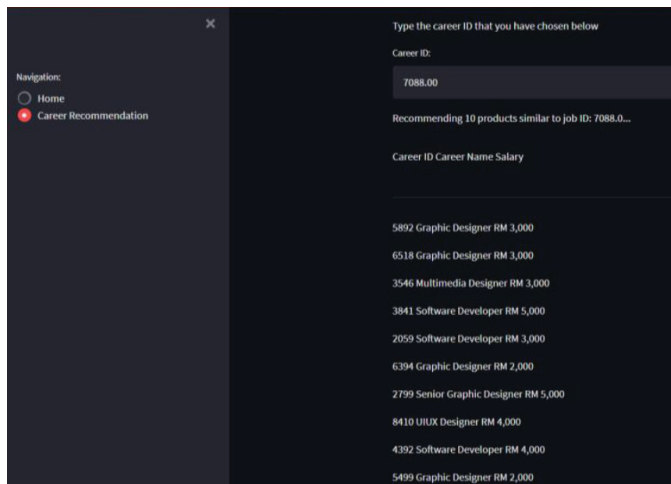 Navigation:
Home
Career Recommendation
Type the career ID that you have chosen below
Career ID:
7088.00
Recommending 10 products similar to job ID: 7088.0...
Career ID Career Name Salary
5892 Graphic Designer RM 3,000
6518 Graphic Designer RM 3,000
3546 Multimedia Designer RM 3,000
3841 Software Developer RM 5,000
2059 Software Developer RM 3,000
6394 Graphic Designer RM 2,000
2799 Senior Graphic Designer RM 5,000
8410 UIUX Designer RM 4,000
4392 Software Developer RM 4,000
5499 Graphic Designer RM 2,000